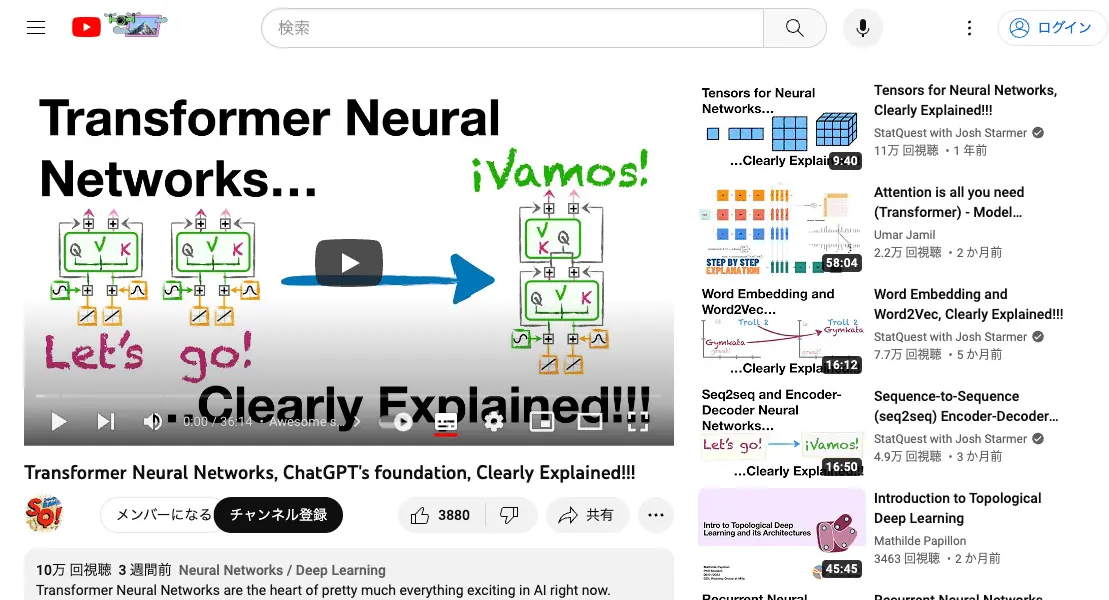 検索
ログイン
Transformer Neural
Networks...
¡Vamos!
Q V K
Q V K
V Q
K
Q V K
Let's go!
...Clearly Explained!!!
0:00 / 36:14 • Awesome s...
Transformer Neural Networks, ChatGPT's foundation, Clearly Explained!!!
メンバーになる
チャンネル登録
3880
共有
10万 回視聴 3 週間前 Neural Networks / Deep Learning
Transformer Neural Networks are the heart of pretty much everything exciting in AI right now.
Tensors for Neural
Networks...
...Clearly Explain
9:40
Tensors for Neural Networks,
Clearly Explained!!!
StatQuest with Josh Starmer
11万 回視聴 ・1 年前
STEP BY STEP
EXPLANATION
58:04
Attention is all you need
(Transformer) - Model...
Umar Jamil
2.2万 回視聴 ・2 か月前
Word Embedding and
Word2Vec...
Troll 2
Troll 2
Gymkata
Gymkata
great!
great!
...Clearly Explai
16:12
Word Embedding and
Word2Vec, Clearly Explained!!!
StatQuest with Josh Starmer
7.7万 回視聴 ・5 か月前
Seq2seq and Encoder-
Decoder Neural
Networks...
Let's go!
¡Vamos!
...Clearly Explai
16:50
Sequence-to-Sequence
(seq2seq) Encoder-Decoder...
StatQuest with Josh Starmer
4.9万 回視聴 ・3 か月前
Intro to Topological Deep
Learning and its Architectures
Mathilde Papillon
45:45
Introduction to Topological
Deep Learning
Mathilde Papillon
3463 回視聴 ・2 か月前